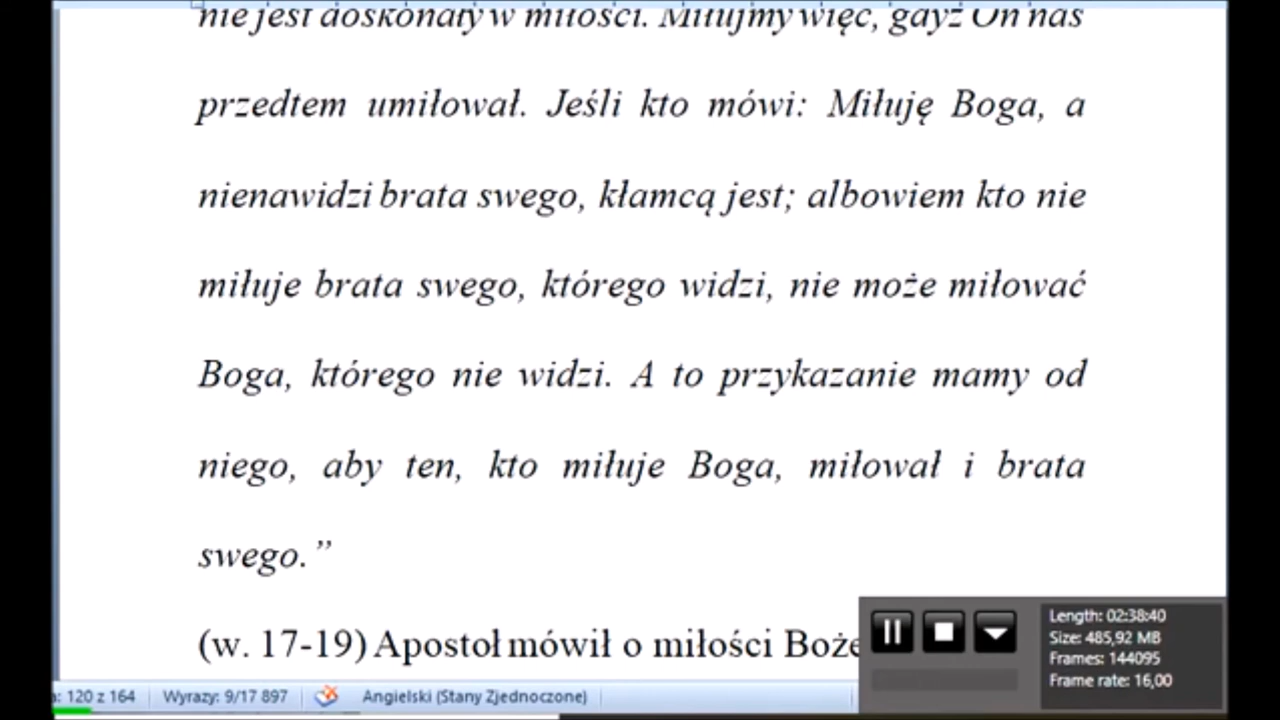 nie jest doskonały w miłości. Miłujmy więc, gdyż On nas
przedtem umiłował. Jeśli kto mówi: Miłuję Boga, a
nienawidzi brata swego, kłamcą jest; albowiem kto nie
miłuje brata swego, którego widzi, nie może miłować
Boga, którego nie widzi. A to przykazanie mamy od
niego, aby ten, kto miłuje Boga, miłował i brata
swego.”
(w. 17-19) Apostoł mówił o miłości Boże
Length: 02:38:40
Size: 485,92 MB
Frames: 144095
Frame rate: 16,00
a: 120 z 164 Wyrazy: 9/17 897 Angielski (Stany Zjednoczone)